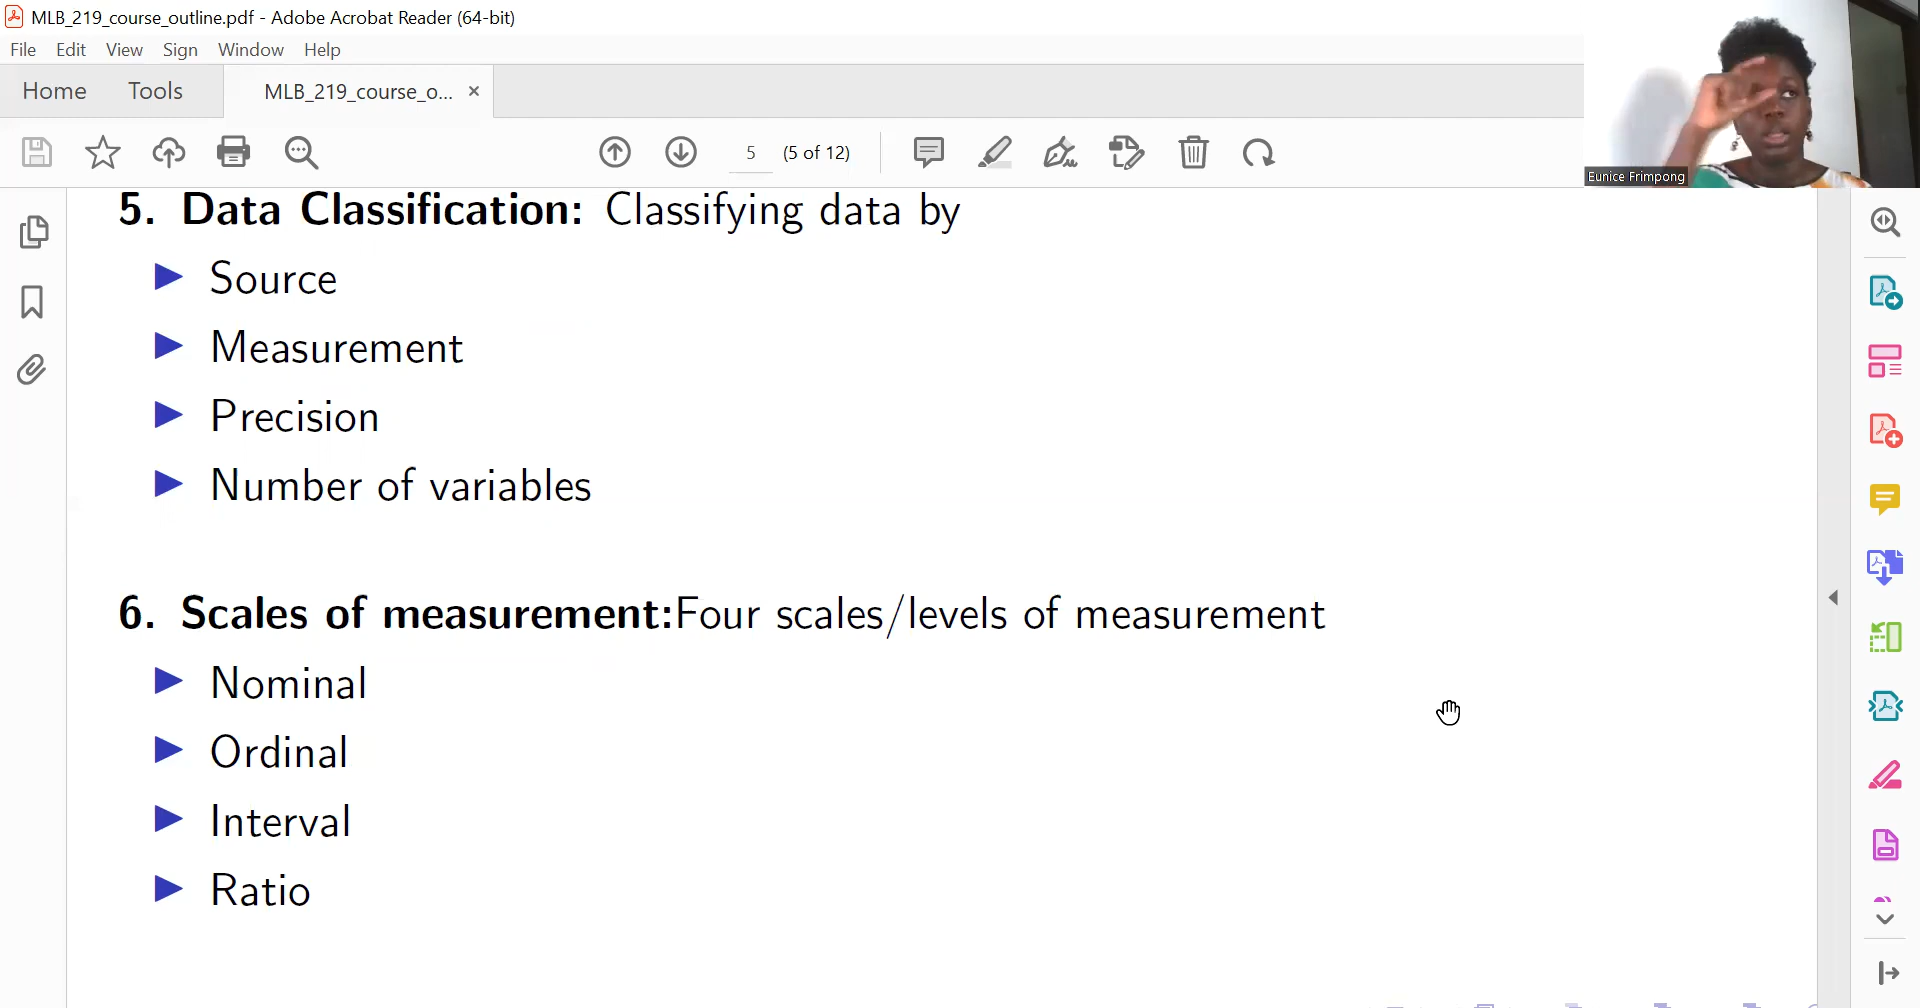 MLB_219_course_outline.pdf - Adobe Acrobat Reader (64-bit)
File Edit View Sign Window Help
Home Tools MLB_219_course_o... ×
5 (5 of 12)
Eunice Frimpong
5. Data Classification: Classifying data by
Source
Measurement
Precision
Number of variables
6. Scales of measurement:Four scales/levels of measurement
Nominal
Ordinal
Interval
Ratio